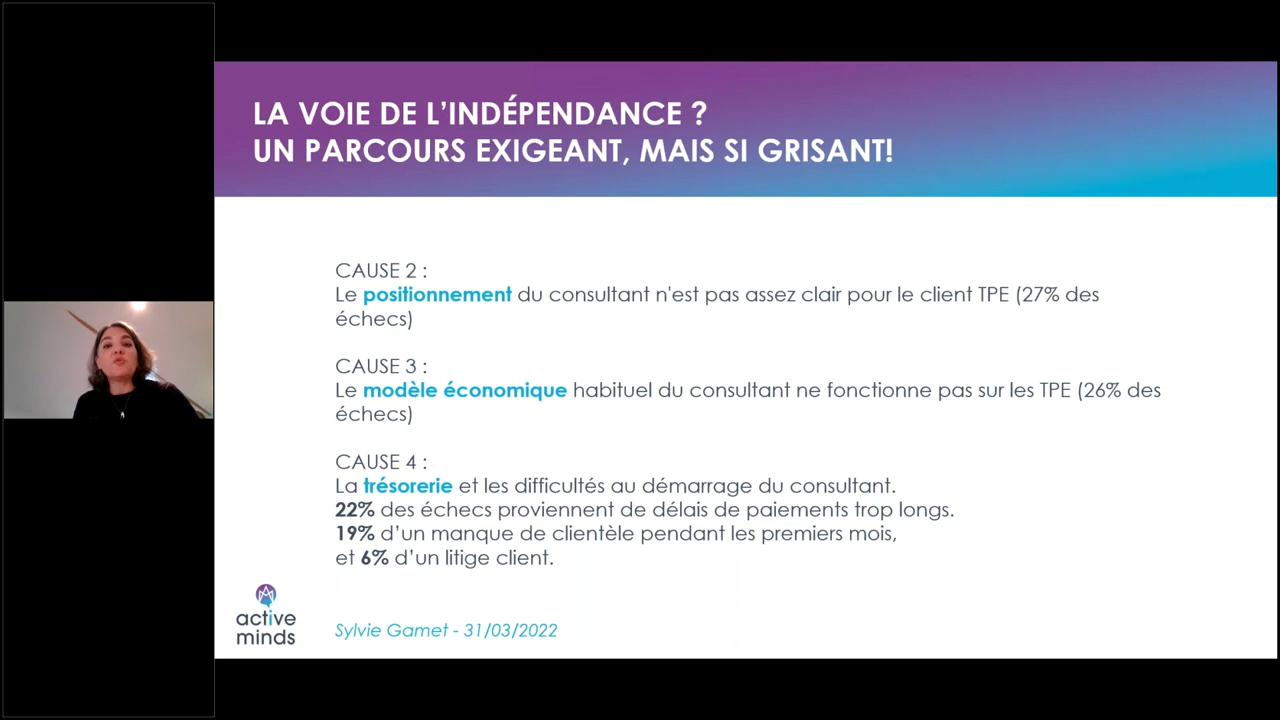 LA VOIE DE L’INDÉPENDANCE ?
UN PARCOURS EXIGEANT, MAIS SI GRISANT!
CAUSE 2 :
Le positionnement du consultant n'est pas assez clair pour le client TPE (27% des
échecs)
CAUSE 3 :
Le modèle économique habituel du consultant ne fonctionne pas sur les TPE (26% des
échecs)
CAUSE 4 :
La trésorerie et les difficultés au démarrage du consultant.
22% des échecs proviennent de délais de paiements trop longs.
19% d’un manque de clientèle pendant les premiers mois,
et 6% d’un litige client.
active
minds
Sylvie Gamet - 31/03/2022